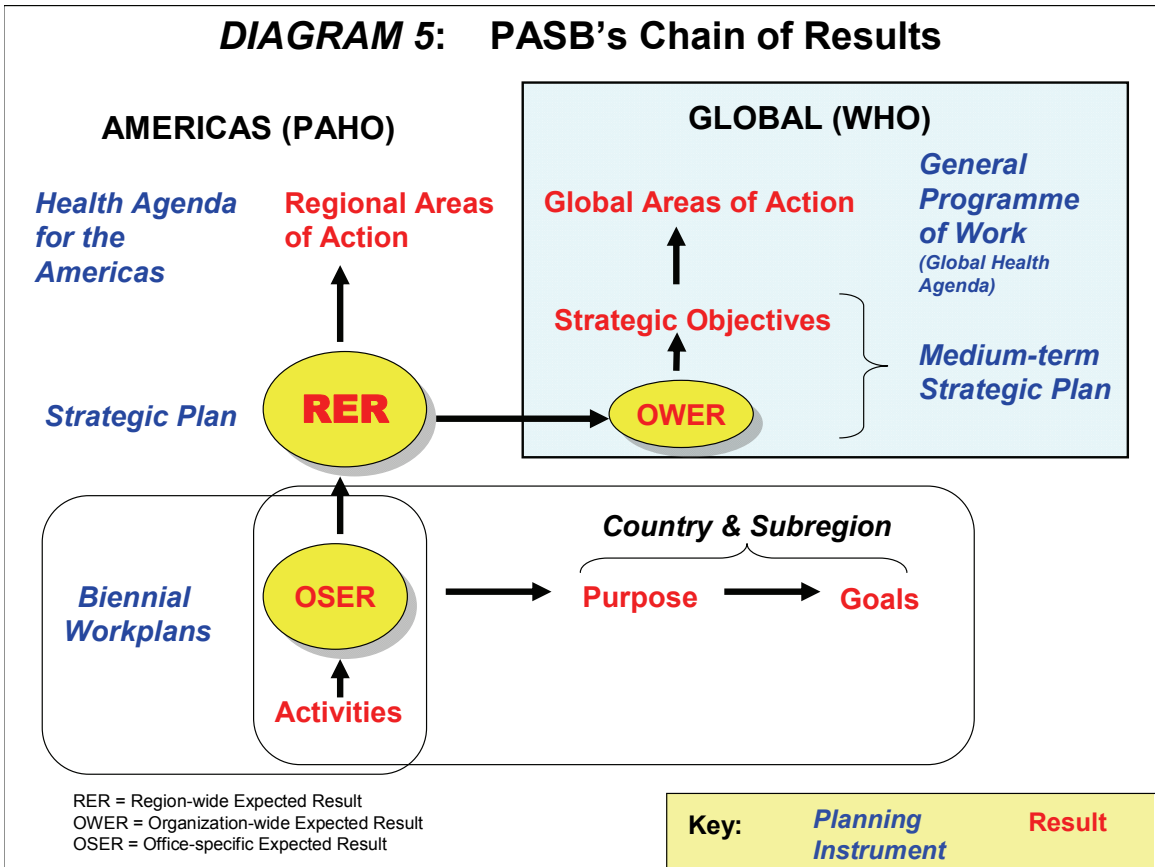 DIAGRAM 5: PASB's Chain of Results
AMERICAS (PAHO)
GLOBAL (WHO)
Health Agenda
for the
Americas
Regional Areas
of Action
Global Areas of Action
General
Programme
of Work
(Global Health
Agenda)
Strategic Objectives
Medium-term
Strategic Plan
Strategic Plan
RER
OWER
Country & Subregion
Biennial
Workplans
OSER
Purpose
Goals
Activities
RER = Region-wide Expected Result
OWER = Organization-wide Expected Result
OSER = Office-specific Expected Result
Key:
Planning
Instrument
Result